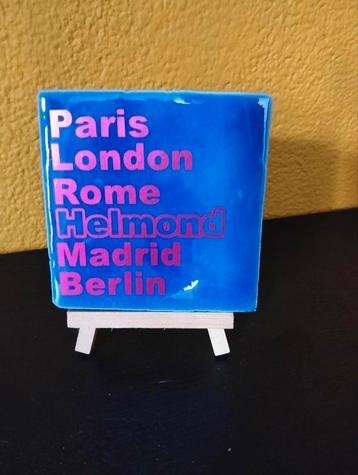 Paris
London
Rome
Helmond
Madrid
Berlin